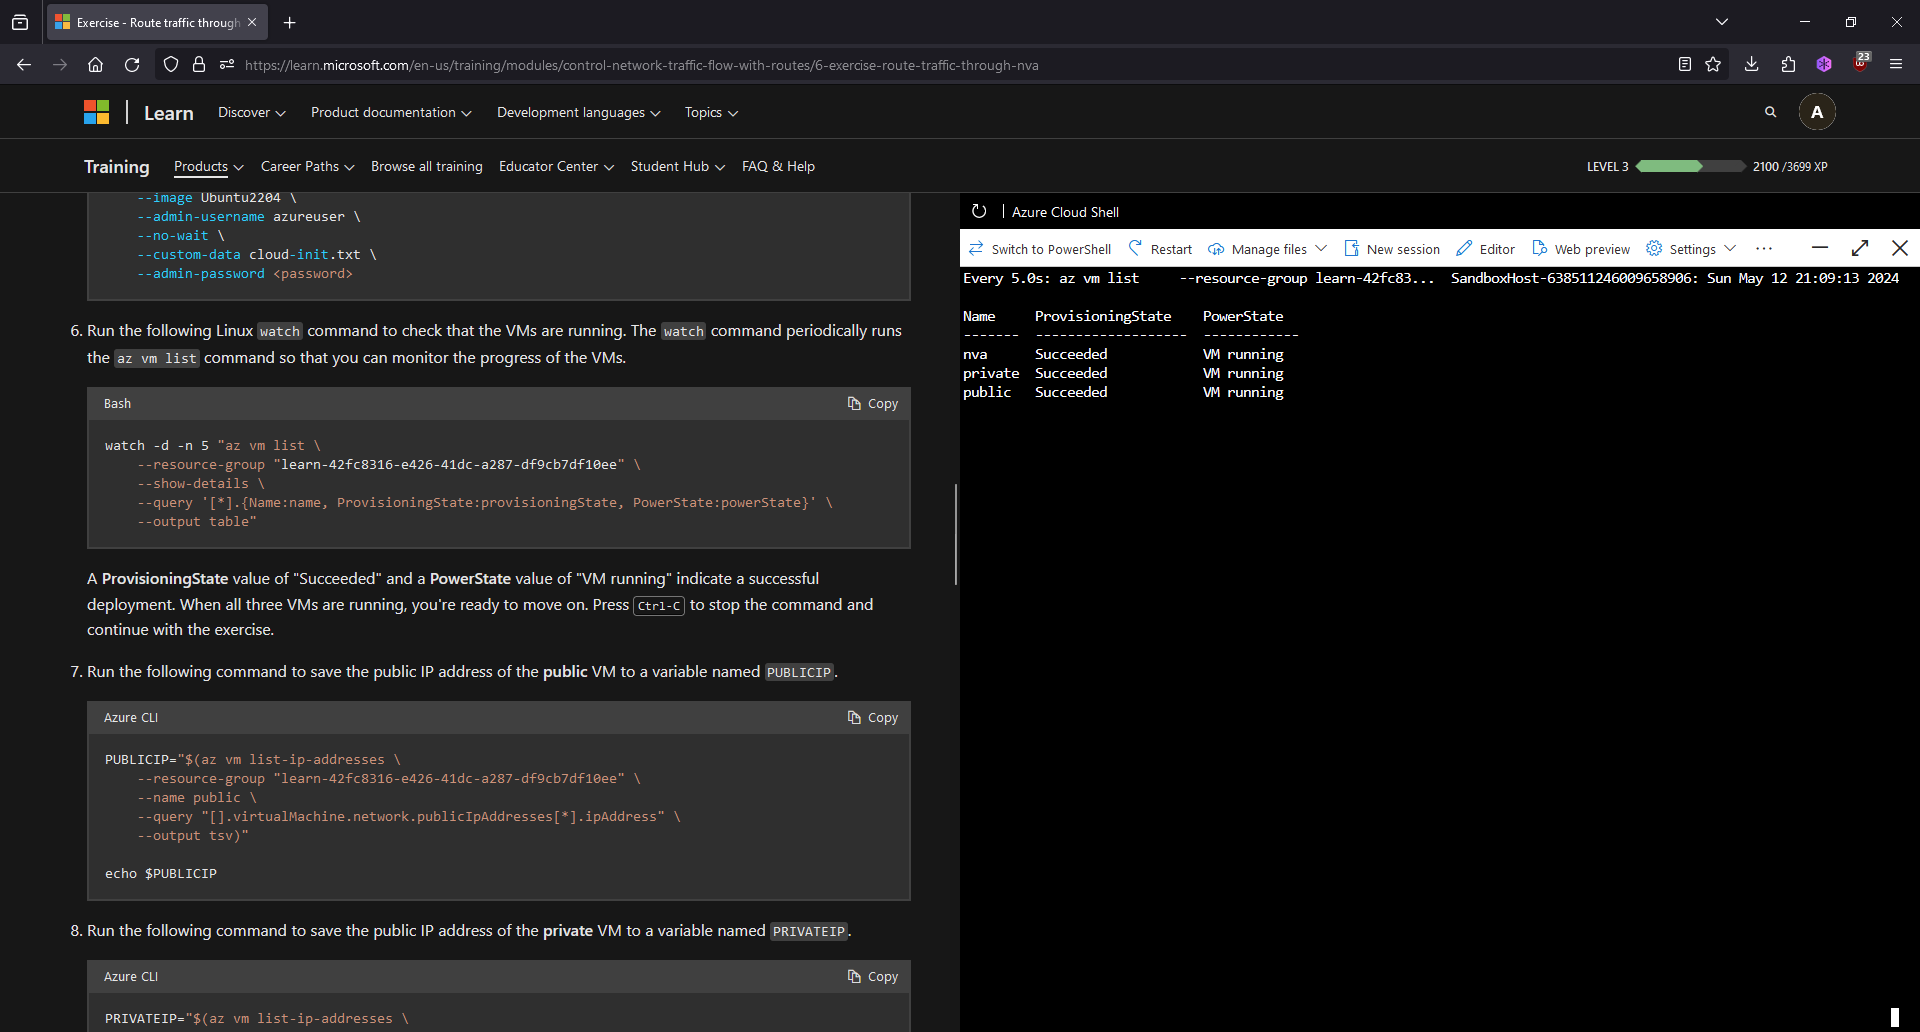 Exercise - Route traffic through
https://learn.microsoft.com/en-us/training/modules/control-network-traffic-flow-with-routes/6-exercise-route-traffic-through-nva
23
Learn
Discover
Product documentation
Development languages
Topics
A
Training
Products
Career Paths
Browse all training
Educator Center
Student Hub
FAQ & Help
LEVEL 3
2100 /3699 XP
--image Ubuntu2204 \
--admin-username azureuser \
--no-wait \
--custom-data cloud-init.txt \
--admin-password <password>
6. Run the following Linux watch command to check that the VMs are running. The watch command periodically runs
the az vm list command so that you can monitor the progress of the VMs.
Bash
Copy
watch -d -n 5 "az vm list \
--resource-group "learn-42fc8316-e426-41dc-a287-df9cb7df10ee" \
--show-details \
--query '[*].{Name:name, ProvisioningState:provisioningState, PowerState:powerState}' \
--output table"
A ProvisioningState value of "Succeeded" and a PowerState value of "VM running" indicate a successful
deployment. When all three VMs are running, you're ready to move on. Press Ctrl-C to stop the command and
continue with the exercise.
7. Run the following command to save the public IP address of the public VM to a variable named PUBLICIP.
Azure CLI
Copy
PUBLICIP="$(az vm list-ip-addresses \
--resource-group "learn-42fc8316-e426-41dc-a287-df9cb7df10ee" \
--name public \
--query "[].virtualMachine.network.publicIpAddresses[*].ipAddress" \
--output tsv)"
echo $PUBLICIP
8. Run the following command to save the public IP address of the private VM to a variable named PRIVATEIP.
Azure CLI
Copy
PRIVATEIP="$(az vm list-ip-addresses \
Azure Cloud Shell
Switch to PowerShell
Restart
Manage files
New session
Editor
Web preview
Settings
Every 5.0s: az vm list     --resource-group learn-42fc83...  SandboxHost-638511246009658906: Sun May 12 21:09:13 2024
Name     ProvisioningState    PowerState
-------  -------------------  ------------
nva      Succeeded            VM running
private  Succeeded            VM running
public   Succeeded            VM running